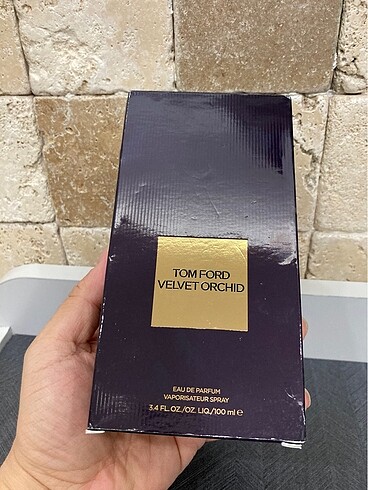 TOM FORD
VELVET ORCHID
EAU DE PARFUM
VAPORISATEUR SPRAY
3.4 FL.OZ./OZ. LIQ./100 ml ℮